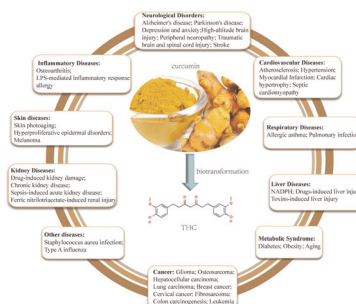 Neurological Disorders:
Alzheimer's disease; Parkinson's disease;
Depression and anxiety;High-altitude brain
injury; Peripheral neuropathy; Traumatic
brain and spinal cord injury; Stroke
Inflammatory Diseases:
Osteoarthritis;
LPS-mediated inflammatory response
allergy
curcumin
Cardiovascular Diseases:
Atherosclerosis; Hypertension;
Myocardial Infarction; Cardiac
hypertrophy; Septic
cardiomyopathy
Skin diseases:
Skin photoaging;
Hyperproliferative epidermal disorders;
Melanoma
Respiratory Diseases:
Allergic asthma; Pulmonary infection
Kidney Diseases:
Drug-induced kidney damage;
Chronic kidney disease;
Sepsis-induced acute kidney disease;
Ferric nitrilotriacetate-induced renal injury
biotransformation
Liver Diseases:
NADPH; Drugs-induced liver injury
Toxins-induced liver injury
THC
Other diseases:
Staphylococcus aureu infection;
Type A influenza
Metabolic Syndrome:
Diabetes; Obesity; Aging
Cancer: Glioma; Osteosarcoma;
Hepatocellular carcinoma;
Lung carcinoma; Breast cancer;
Cervical cancer; Fibrosarcoma;
Colon carcinogenesis; Leukemia